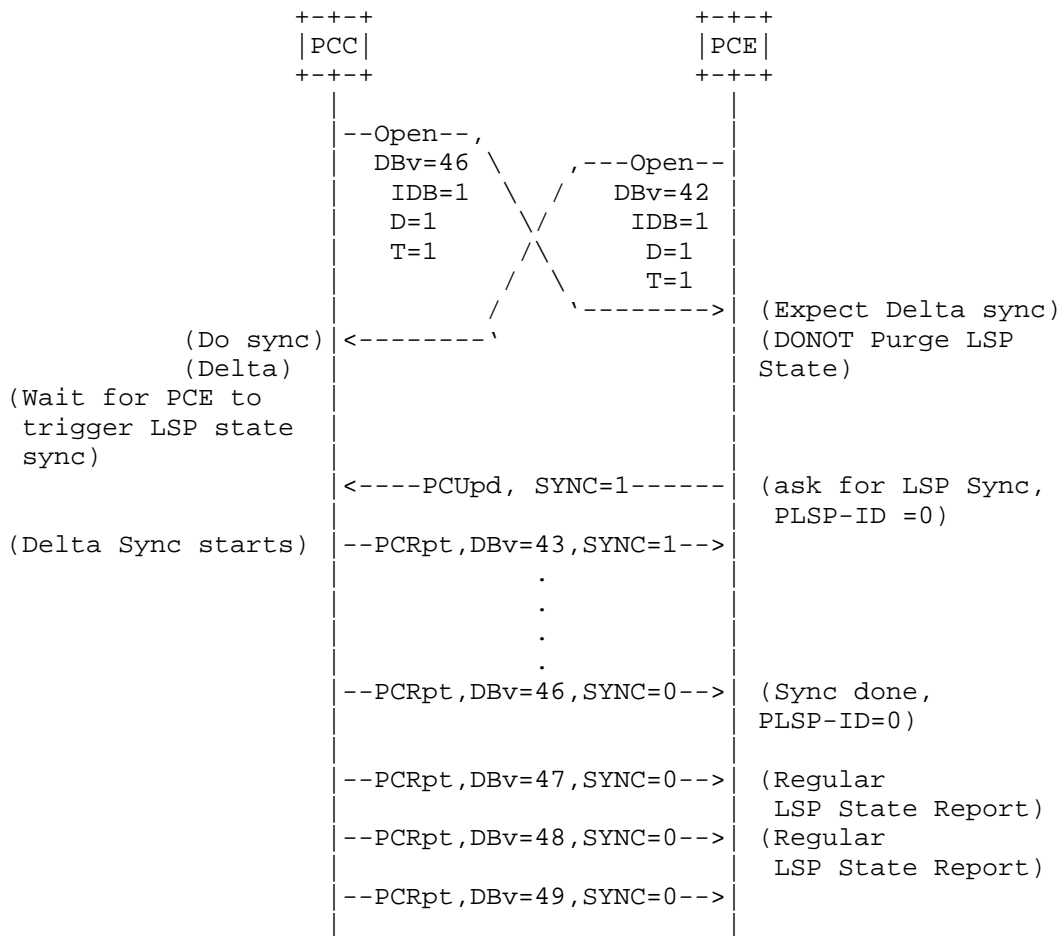 +-+-+                    +-+-+
|PCC|                    |PCE|
+-+-+                    +-+-+
--Open--,
DBv=46 \ ,---Open--
IDB=1 \ / DBv=42
D=1 \/ IDB=1
T=1 /\ D=1
/ \ T=1
/ `--------> (Expect Delta sync)
(Do sync) <--------` (DONOT Purge LSP
(Delta) State)
(Wait for PCE to
trigger LSP state
sync)
<----PCUpd, SYNC=1------ (ask for LSP Sync,
PLSP-ID =0)
(Delta Sync starts) --PCRpt,DBv=43,SYNC=1-->
.
.
.
.
--PCRpt,DBv=46,SYNC=0--> (Sync done,
PLSP-ID=0)
--PCRpt,DBv=47,SYNC=0--> (Regular
LSP State Report)
--PCRpt,DBv=48,SYNC=0--> (Regular
LSP State Report)
--PCRpt,DBv=49,SYNC=0-->